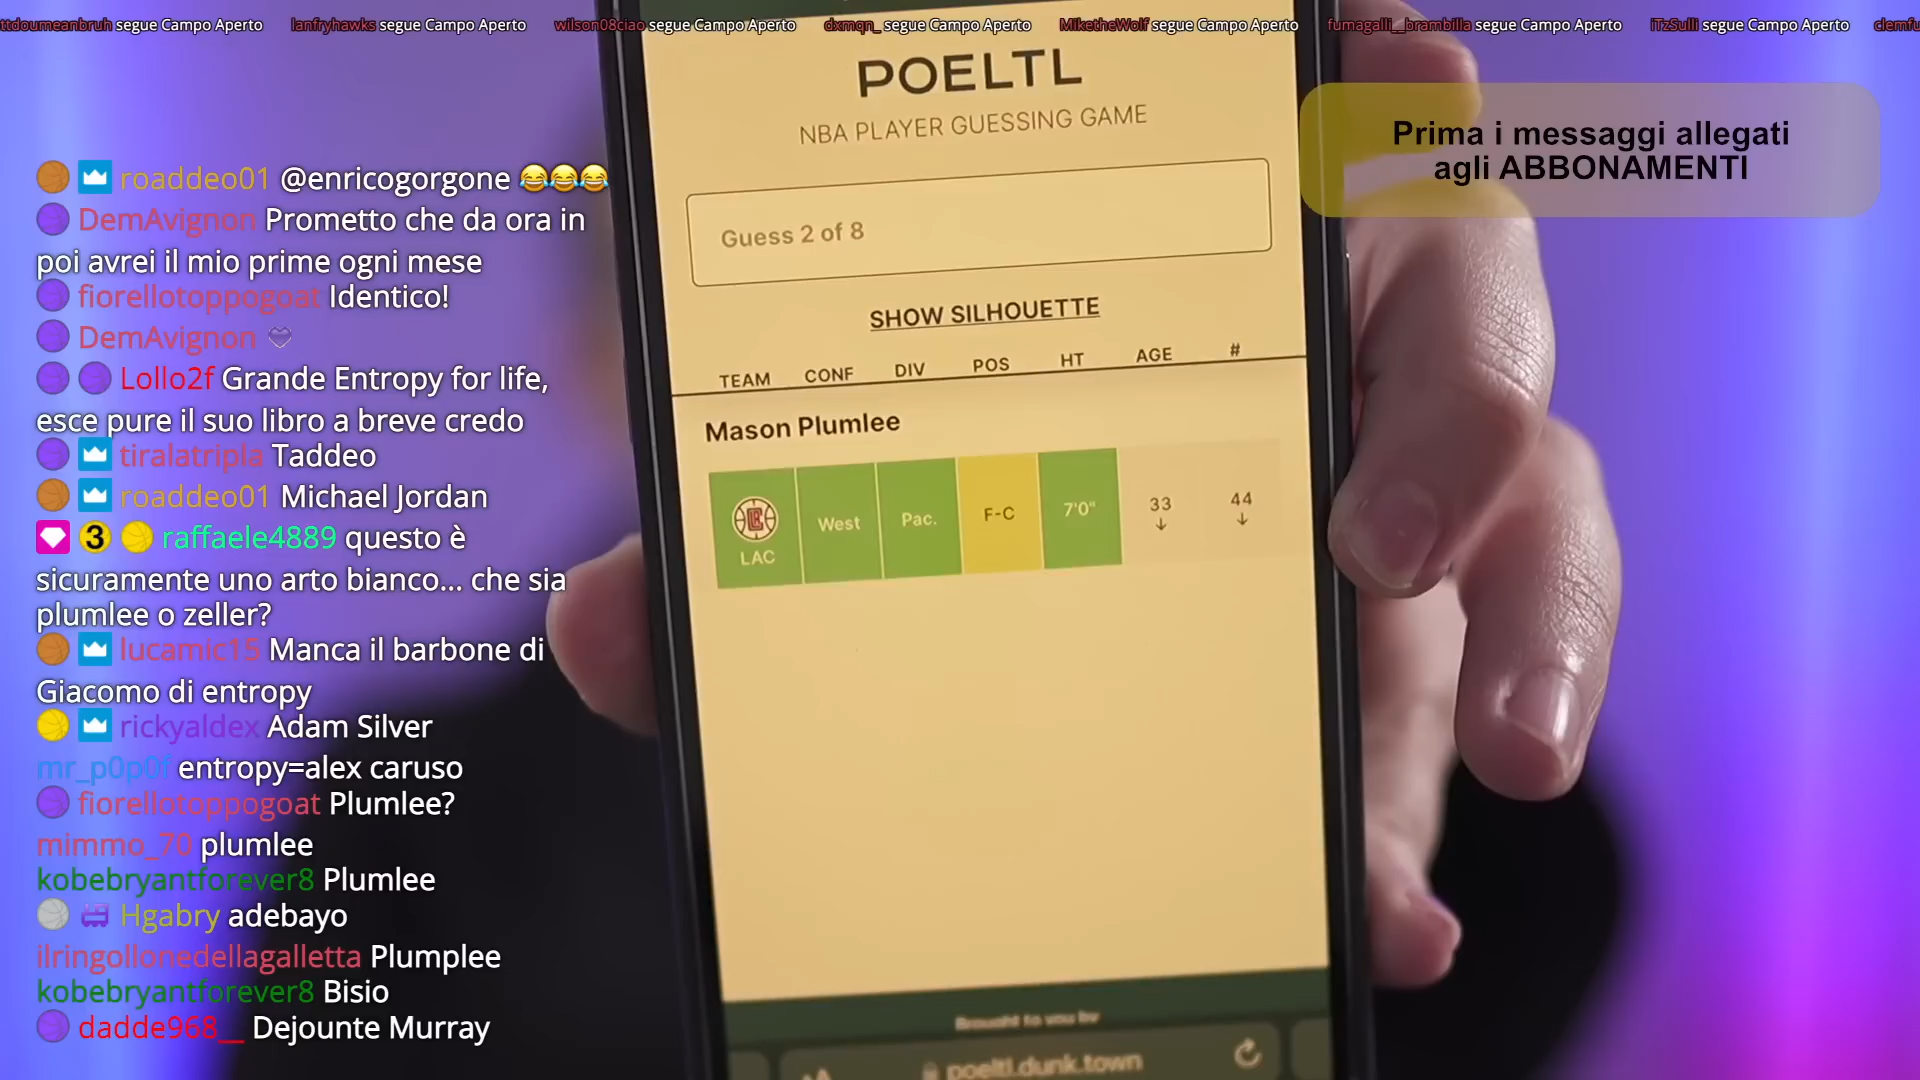 ttdoumeanbruh segue Campo Aperto lanfryhawks segue Campo Aperto wilson08ciao segue Campo Aperto dxmqn_ segue Campo Aperto MiketheWolf segue Campo Aperto fumagalli__brambilla segue Campo Aperto iTzSulli segue Campo Aperto clemfu
POELTL
NBA PLAYER GUESSING GAME
Guess 2 of 8
SHOW SILHOUETTE
TEAM CONF DIV POS HT AGE #
Mason Plumlee
LAC West Pac. F-C 7'0" 33 ↓ 44 ↓
Brought to you by
AA poeltl.dunk.town
Prima i messaggi allegati
agli ABBONAMENTI
roaddeo01 @enricogorgone 😂😂😂
DemAvignon Prometto che da ora in
poi avrei il mio prime ogni mese
fiorellotoppogoat Identico!
DemAvignon 💜
Lollo2f Grande Entropy for life,
esce pure il suo libro a breve credo
tiralatripla Taddeo
roaddeo01 Michael Jordan
3 raffaele4889 questo è
sicuramente uno arto bianco... che sia
plumlee o zeller?
lucamic15 Manca il barbone di
Giacomo di entropy
rickyaldex Adam Silver
mr_p0p0f entropy=alex caruso
fiorellotoppogoat Plumlee?
mimmo_70 plumlee
kobebryantforever8 Plumlee
Hgabry adebayo
ilringollonedellagalletta Plumplee
kobebryantforever8 Bisio
dadde968__ Dejounte Murray